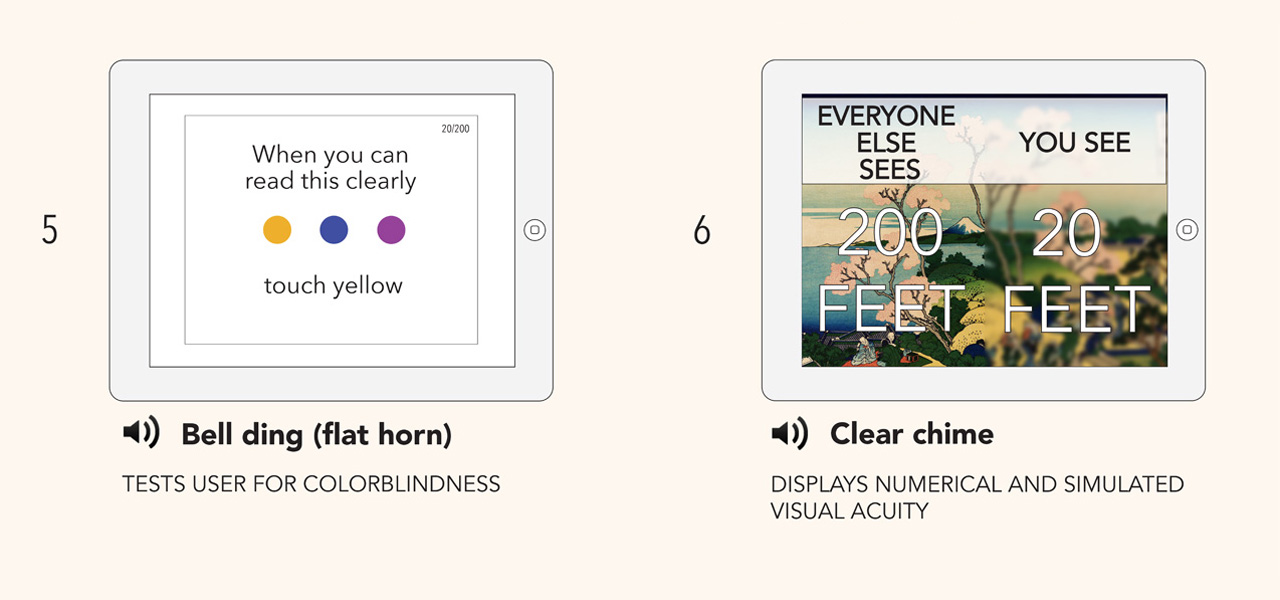 5
20/200
When you can
read this clearly
touch yellow
Bell ding (flat horn)
TESTS USER FOR COLORBLINDNESS
6
EVERYONE
ELSE
SEES
YOU SEE
200
FEET
20
FEET
Clear chime
DISPLAYS NUMERICAL AND SIMULATED
VISUAL ACUITY